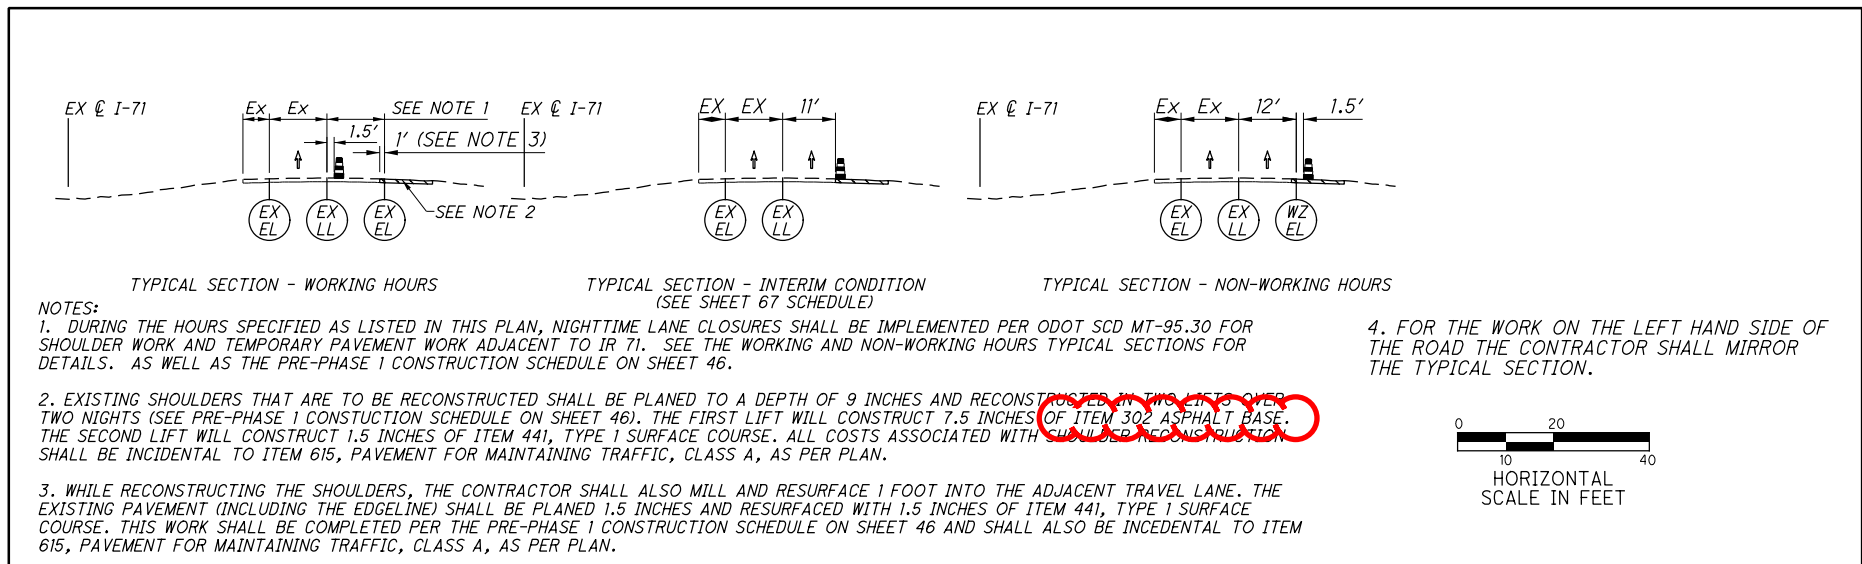 EX ℄ I-71
Ex
Ex
SEE NOTE 1
1.5'
1' (SEE NOTE 3)
EX
EL
EX
LL
EX
EL
SEE NOTE 2
TYPICAL SECTION - WORKING HOURS
EX ℄ I-71
EX
EX
11'
EX
EL
EX
LL
TYPICAL SECTION - INTERIM CONDITION
(SEE SHEET 67 SCHEDULE)
EX ℄ I-71
Ex
Ex
12'
1.5'
EX
EL
EX
LL
WZ
EL
TYPICAL SECTION - NON-WORKING HOURS
NOTES:
1. DURING THE HOURS SPECIFIED AS LISTED IN THIS PLAN, NIGHTTIME LANE CLOSURES SHALL BE IMPLEMENTED PER ODOT SCD MT-95.30 FOR
SHOULDER WORK AND TEMPORARY PAVEMENT WORK ADJACENT TO IR 71. SEE THE WORKING AND NON-WORKING HOURS TYPICAL SECTIONS FOR
DETAILS. AS WELL AS THE PRE-PHASE 1 CONSTRUCTION SCHEDULE ON SHEET 46.
2. EXISTING SHOULDERS THAT ARE TO BE RECONSTRUCTED SHALL BE PLANED TO A DEPTH OF 9 INCHES AND RECONSTRUCTED IN TWO LIFTS OVER
TWO NIGHTS (SEE PRE-PHASE 1 CONSTUCTION SCHEDULE ON SHEET 46). THE FIRST LIFT WILL CONSTRUCT 7.5 INCHES OF ITEM 302 ASPHALT BASE.
THE SECOND LIFT WILL CONSTRUCT 1.5 INCHES OF ITEM 441, TYPE 1 SURFACE COURSE. ALL COSTS ASSOCIATED WITH SHOULDER RECONSTRUCTION
SHALL BE INCIDENTAL TO ITEM 615, PAVEMENT FOR MAINTAINING TRAFFIC, CLASS A, AS PER PLAN.
3. WHILE RECONSTRUCTING THE SHOULDERS, THE CONTRACTOR SHALL ALSO MILL AND RESURFACE 1 FOOT INTO THE ADJACENT TRAVEL LANE. THE
EXISTING PAVEMENT (INCLUDING THE EDGELINE) SHALL BE PLANED 1.5 INCHES AND RESURFACED WITH 1.5 INCHES OF ITEM 441, TYPE 1 SURFACE
COURSE. THIS WORK SHALL BE COMPLETED PER THE PRE-PHASE 1 CONSTRUCTION SCHEDULE ON SHEET 46 AND SHALL ALSO BE INCEDENTAL TO ITEM
615, PAVEMENT FOR MAINTAINING TRAFFIC, CLASS A, AS PER PLAN.
4. FOR THE WORK ON THE LEFT HAND SIDE OF
THE ROAD THE CONTRACTOR SHALL MIRROR
THE TYPICAL SECTION.
0 20
10 40
HORIZONTAL
SCALE IN FEET